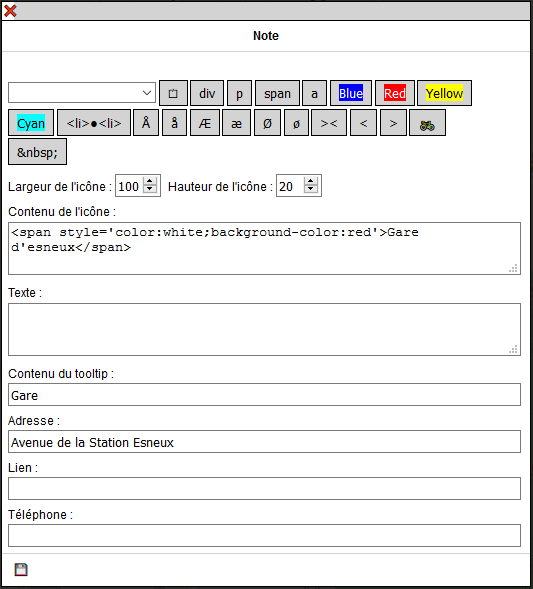 Note
div p span a Blue Red Yellow
Cyan <li>●<li> Å å Æ æ Ø ø >< < >
&nbsp;
Largeur de l'icône : 100 Hauteur de l'icône : 20
Contenu de l'icône :
<span style='color:white;background-color:red'>Gare
d'esneux</span>
Texte :
Contenu du tooltip :
Gare
Adresse :
Avenue de la Station Esneux
Lien :
Téléphone :